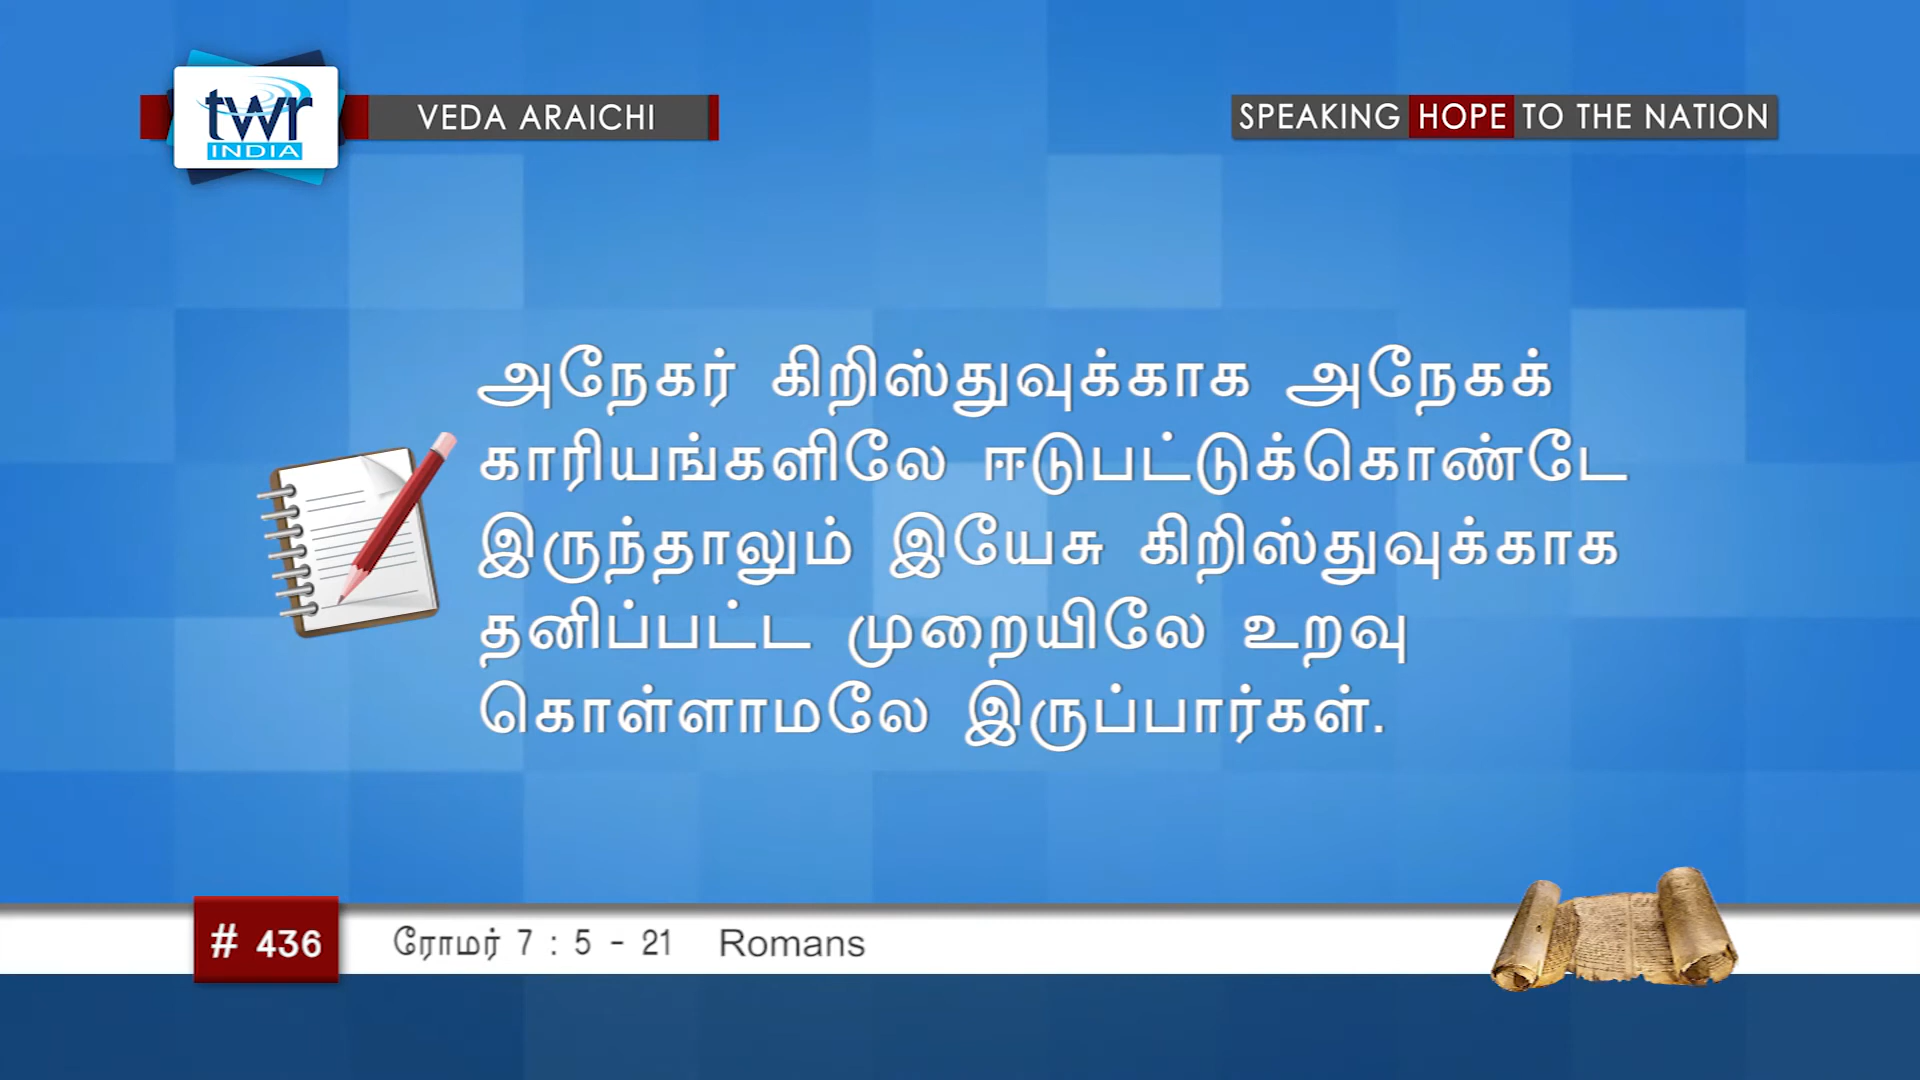 twr
INDIA
VEDA ARAICHI
SPEAKING HOPE TO THE NATION
அநேகர் கிறிஸ்துவுக்காக அநேகக்
காரியங்களிலே ஈடுபட்டுக்கொண்டே
இருந்தாலும் இயேசு கிறிஸ்துவுக்காக
தனிப்பட்ட முறையிலே உறவு
கொள்ளாமலே இருப்பார்கள்.
# 436
ரோமர் 7 : 5 - 21 Romans